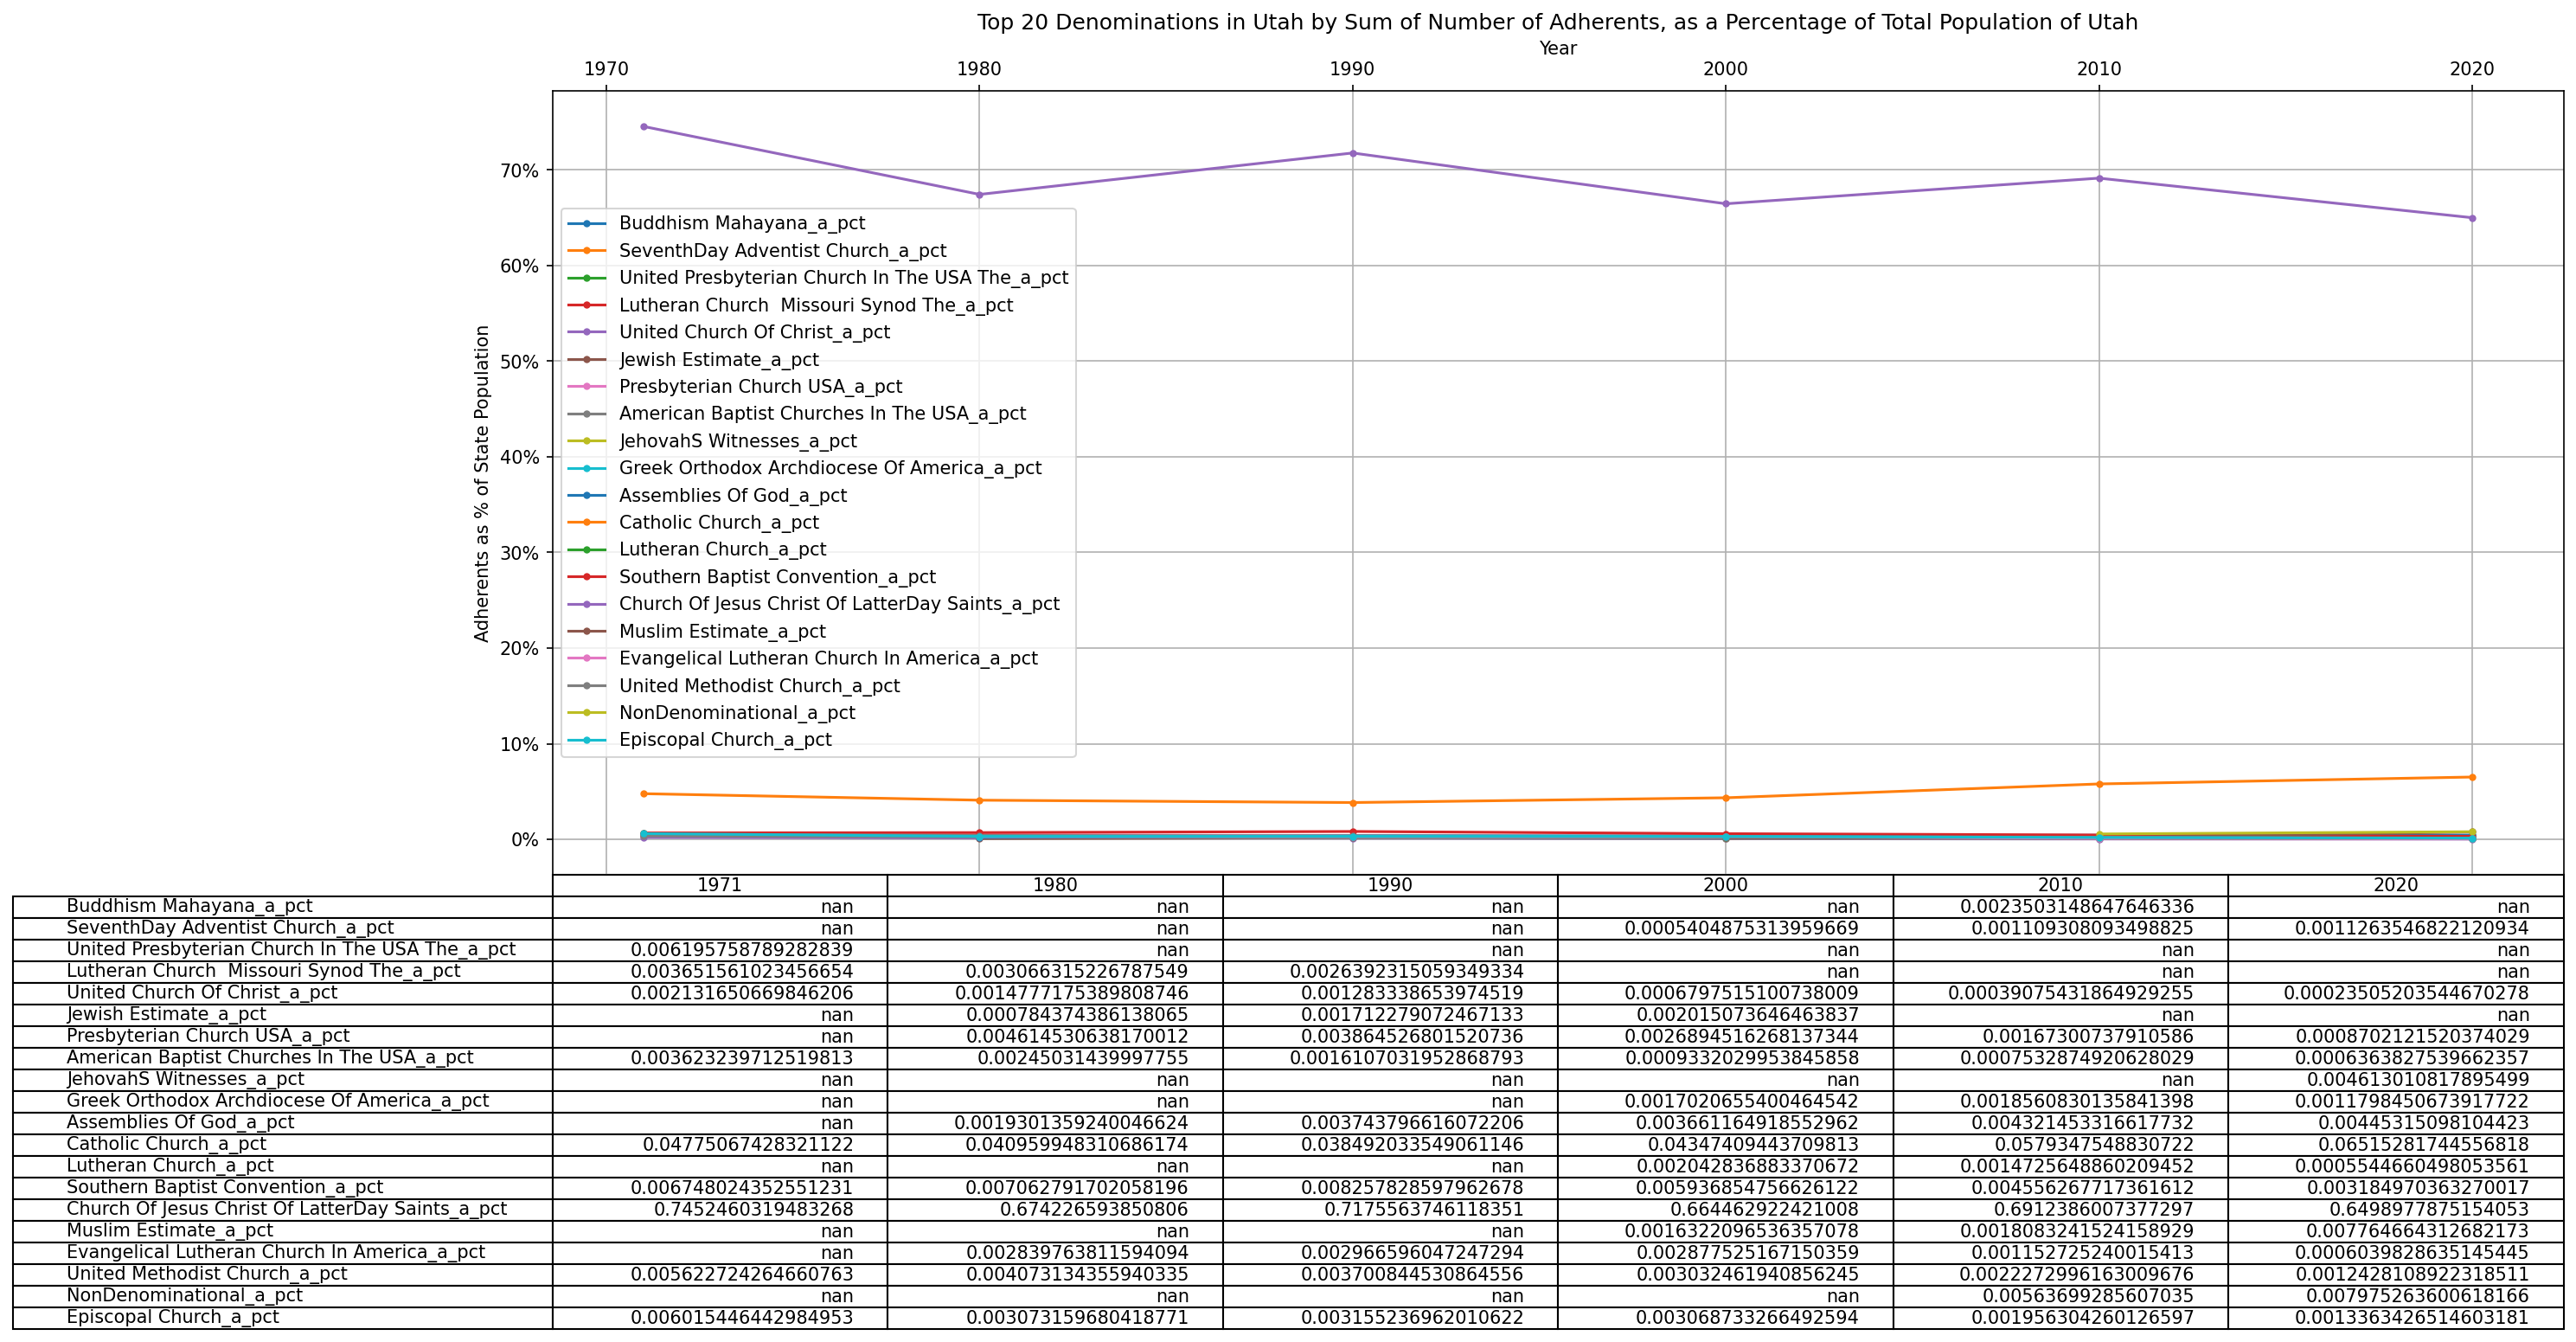 Top 20 Denominations in Utah by Sum of Number of Adherents, as a Percentage of Total Population of Utah
Year
1970 1980 1990 2000 2010 2020
Adherents as % of State Population
70%
60%
50%
40%
30%
20%
10%
0%
Buddhism Mahayana_a_pct
SeventhDay Adventist Church_a_pct
United Presbyterian Church In The USA The_a_pct
Lutheran Church  Missouri Synod The_a_pct
United Church Of Christ_a_pct
Jewish Estimate_a_pct
Presbyterian Church USA_a_pct
American Baptist Churches In The USA_a_pct
JehovahS Witnesses_a_pct
Greek Orthodox Archdiocese Of America_a_pct
Assemblies Of God_a_pct
Catholic Church_a_pct
Lutheran Church_a_pct
Southern Baptist Convention_a_pct
Church Of Jesus Christ Of LatterDay Saints_a_pct
Muslim Estimate_a_pct
Evangelical Lutheran Church In America_a_pct
United Methodist Church_a_pct
NonDenominational_a_pct
Episcopal Church_a_pct
1971 1980 1990 2000 2010 2020
Buddhism Mahayana_a_pct nan nan nan nan 0.0023503148647646336 nan
SeventhDay Adventist Church_a_pct nan nan nan 0.0005404875313959669 0.001109308093498825 0.0011263546822120934
United Presbyterian Church In The USA The_a_pct 0.006195758789282839 nan nan nan nan nan
Lutheran Church  Missouri Synod The_a_pct 0.003651561023456654 0.003066315226787549 0.0026392315059349334 nan nan nan
United Church Of Christ_a_pct 0.002131650669846206 0.0014777175389808746 0.001283338653974519 0.0006797515100738009 0.00039075431864929255 0.00023505203544670278
Jewish Estimate_a_pct nan 0.000784374386138065 0.001712279072467133 0.002015073646463837 nan nan
Presbyterian Church USA_a_pct nan 0.004614530638170012 0.003864526801520736 0.0026894516268137344 0.00167300737910586 0.0008702121520374029
American Baptist Churches In The USA_a_pct 0.003623239712519813 0.00245031439997755 0.0016107031952868793 0.0009332029953845858 0.0007532874920628029 0.0006363827539662357
JehovahS Witnesses_a_pct nan nan nan nan nan 0.004613010817895499
Greek Orthodox Archdiocese Of America_a_pct nan nan nan 0.0017020655400464542 0.0018560830135841398 0.0011798450673917722
Assemblies Of God_a_pct nan 0.0019301359240046624 0.003743796616072206 0.003661164918552962 0.004321453316617732 0.00445315098104423
Catholic Church_a_pct 0.04775067428321122 0.040959948310686174 0.038492033549061146 0.04347409443709813 0.0579347548830722 0.06515281744556818
Lutheran Church_a_pct nan nan nan 0.002042836883370672 0.0014725648860209452 0.0005544660498053561
Southern Baptist Convention_a_pct 0.006748024352551231 0.007062791702058196 0.008257828597962678 0.005936854756626122 0.004556267717361612 0.003184970363270017
Church Of Jesus Christ Of LatterDay Saints_a_pct 0.7452460319483268 0.674226593850806 0.7175563746118351 0.664462922421008 0.6912386007377297 0.6498977875154053
Muslim Estimate_a_pct nan nan nan 0.0016322096536357078 0.0018083241524158929 0.007764664312682173
Evangelical Lutheran Church In America_a_pct nan 0.002839763811594094 0.002966596047247294 0.002877525167150359 0.001152725240015413 0.0006039828635145445
United Methodist Church_a_pct 0.005622724264660763 0.004073134355940335 0.003700844530864556 0.003032461940856245 0.0022272996163009676 0.0012428108922318511
NonDenominational_a_pct nan nan nan nan 0.00563699285607035 0.007975263600618166
Episcopal Church_a_pct 0.006015446442984953 0.003073159680418771 0.003155236962010622 0.003068733266492594 0.001956304260126597 0.0013363426514603181